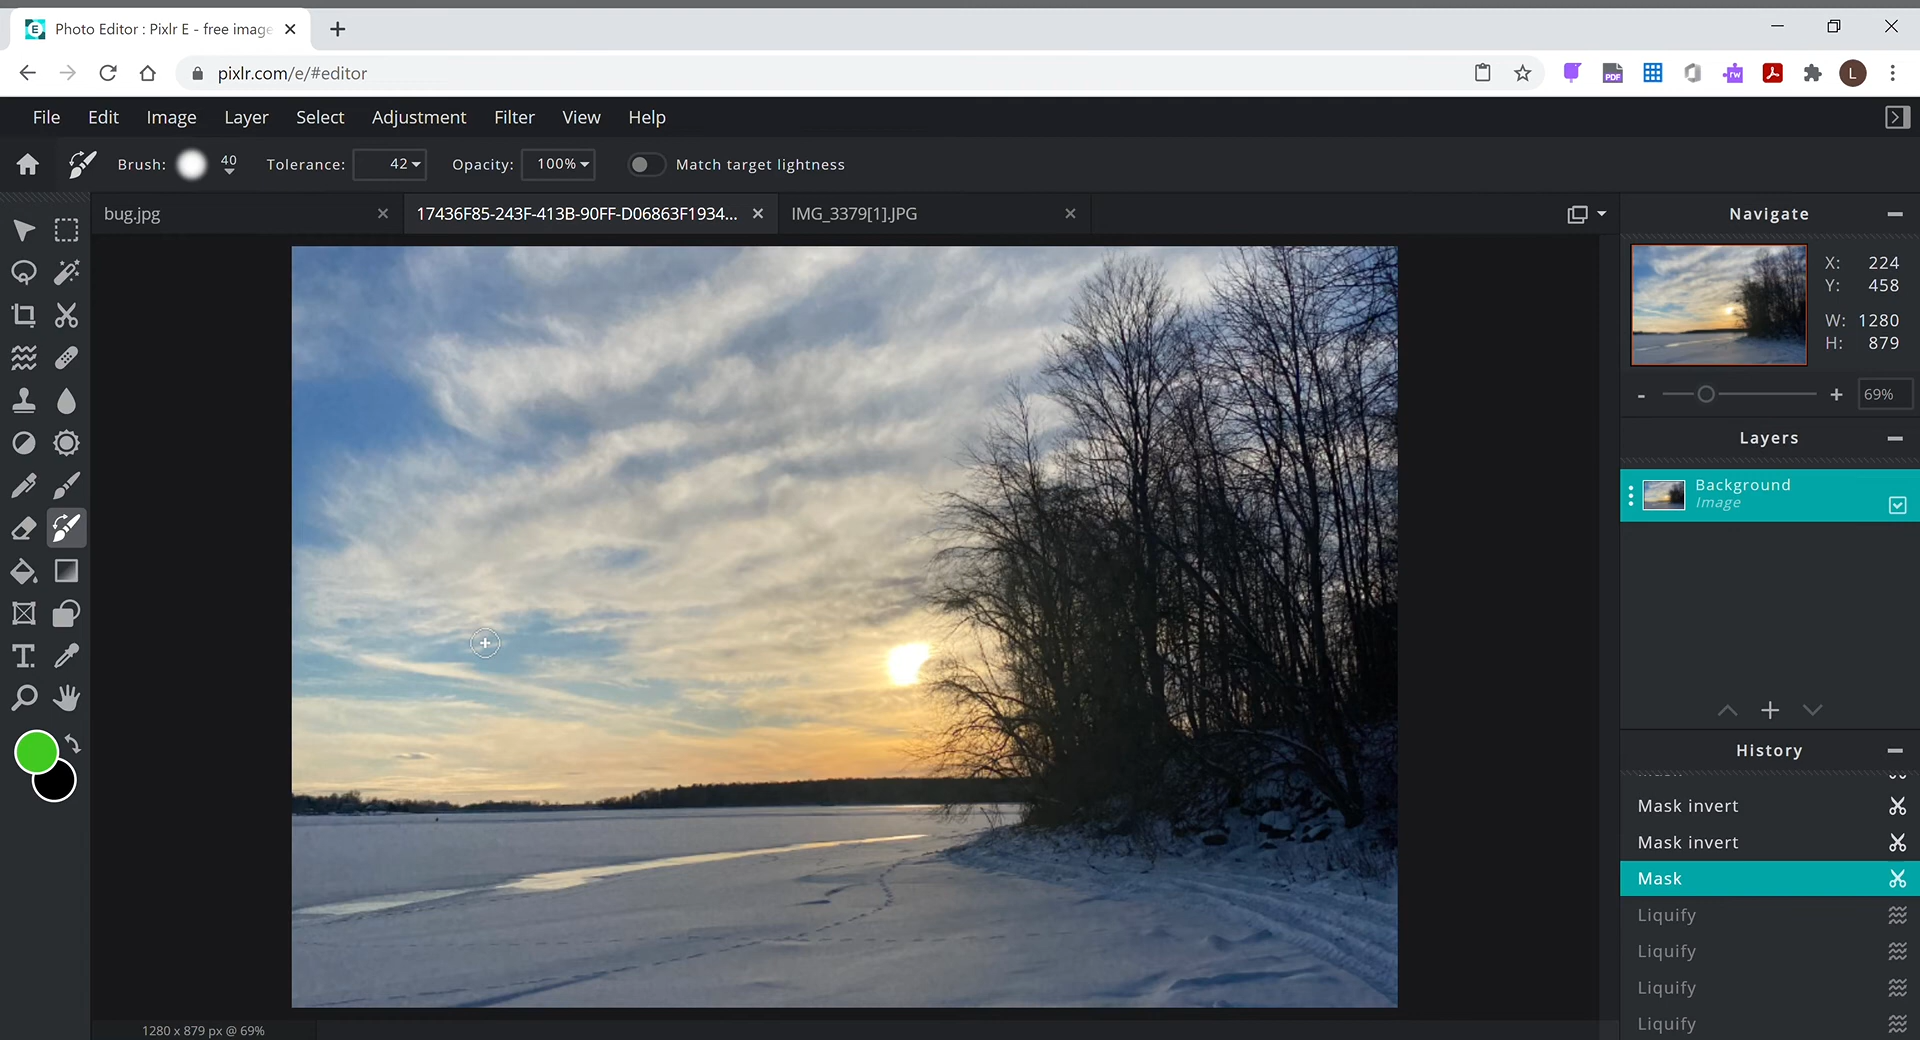 Photo Editor : Pixlr E - free image
pixlr.com/e/#editor
PDF
rw
L
File Edit Image Layer Select Adjustment Filter View Help
Brush: 40 Tolerance: 42 Opacity: 100% Match target lightness
bug.jpg 17436F85-243F-413B-90FF-D06863F1934... IMG_3379[1].JPG
Navigate
X: 224
Y: 458
W: 1280
H: 879
69%
Layers
Background
Image
History
Mask invert
Mask invert
Mask
Liquify
Liquify
Liquify
Liquify
1280 x 879 px @ 69%